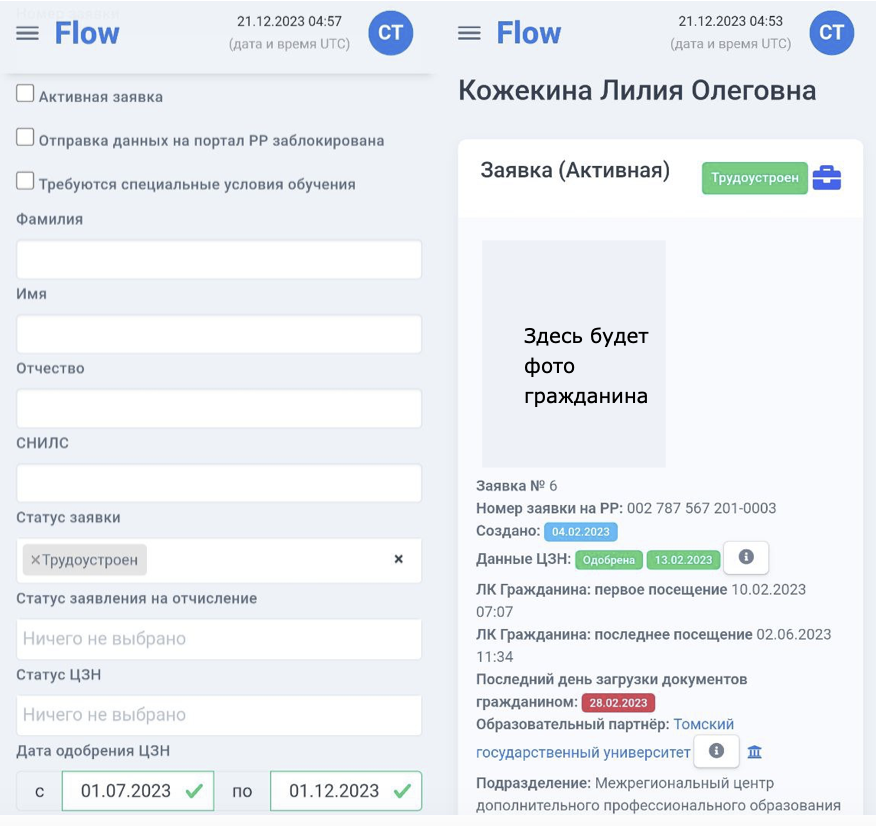 Flow
21.12.2023 04:57
(дата и время UTC)
СТ
Активная заявка
Отправка данных на портал РР заблокирована
Требуются специальные условия обучения
Фамилия
Имя
Отчество
СНИЛС
Статус заявки
×Трудоустроен ×
Статус заявления на отчисление
Ничего не выбрано
Статус ЦЗН
Ничего не выбрано
Дата одобрения ЦЗН
с 01.07.2023 по 01.12.2023
Flow
21.12.2023 04:53
(дата и время UTC)
СТ
Кожекина Лилия Олеговна
Заявка (Активная)
Трудоустроен
Здесь будет
фото
гражданина
Заявка № 6
Номер заявки на РР: 002 787 567 201-0003
Создано: 04.02.2023
Данные ЦЗН: Одобрена 13.02.2023
ЛК Гражданина: первое посещение 10.02.2023
07:07
ЛК Гражданина: последнее посещение 02.06.2023
11:34
Последний день загрузки документов
гражданином: 28.02.2023
Образовательный партнёр: Томский
государственный университет
Подразделение: Межрегиональный центр
дополнительного профессионального образования